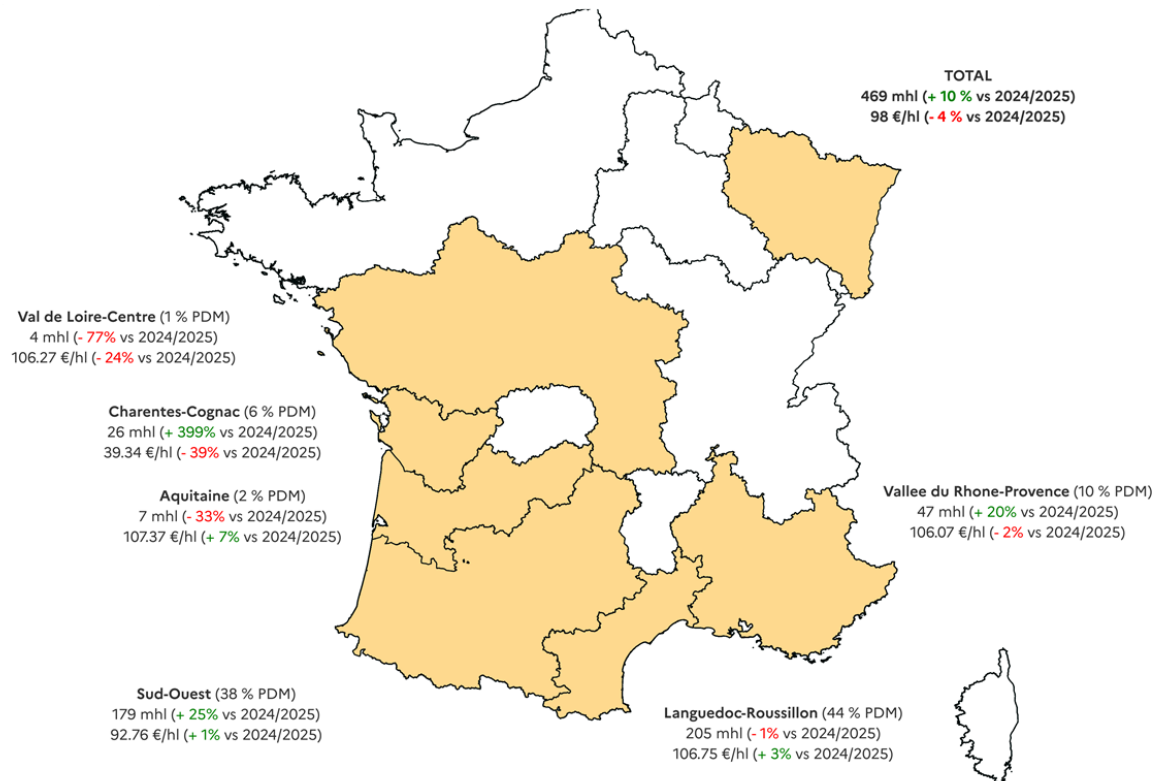 TOTAL
469 mhl (+ 10 % vs 2024/2025)
98 €/hl (- 4 % vs 2024/2025)
Val de Loire-Centre (1 % PDM)
4 mhl (- 77% vs 2024/2025)
106.27 €/hl (- 24% vs 2024/2025)
Charentes-Cognac (6 % PDM)
26 mhl (+ 399% vs 2024/2025)
39.34 €/hl (- 39% vs 2024/2025)
Aquitaine (2 % PDM)
7 mhl (- 33% vs 2024/2025)
107.37 €/hl (+ 7% vs 2024/2025)
Vallee du Rhone-Provence (10 % PDM)
47 mhl (+ 20% vs 2024/2025)
106.07 €/hl (- 2% vs 2024/2025)
Sud-Ouest (38 % PDM)
179 mhl (+ 25% vs 2024/2025)
92.76 €/hl (+ 1% vs 2024/2025)
Languedoc-Roussillon (44 % PDM)
205 mhl (- 1% vs 2024/2025)
106.75 €/hl (+ 3% vs 2024/2025)